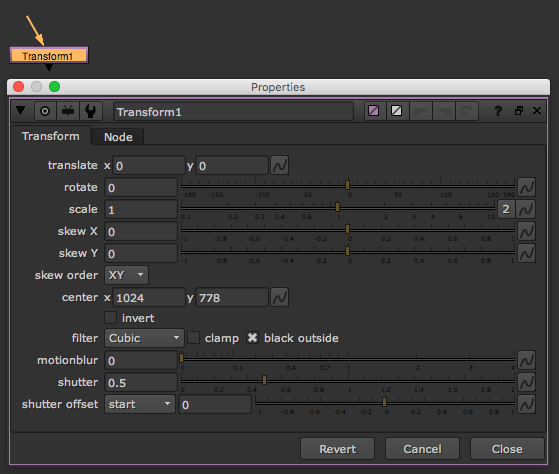 Transform1
Properties
Transform1 ?
Transform Node
translate x 0 y 0
rotate 0 -180 -150 -100 -50 0 50 100 150
scale 1 0.1 0.2 0.3 0.4 1 2 3 4 6 10 2
skew X 0 -1 -0.8 -0.6 -0.4 -0.2 0 0.2 0.4 0.6 0.8 1
skew Y 0 -1 -0.8 -0.6 -0.4 -0.2 0 0.2 0.4 0.6 0.8 1
skew order XY
center x 1024 y 778
invert
filter Cubic clamp black outside
motionblur 0 0 0.1 0.4 0.7 1 2 3 4
shutter 0.5 0 0.2 0.4 0.6 0.8 1 1.2 1.4 1.6 1.8 2
shutter offset start 0 -1 -0.8 -0.6 -0.4 -0.2 0 0.2 0.4 0.6 0.8 1
Revert Cancel Close